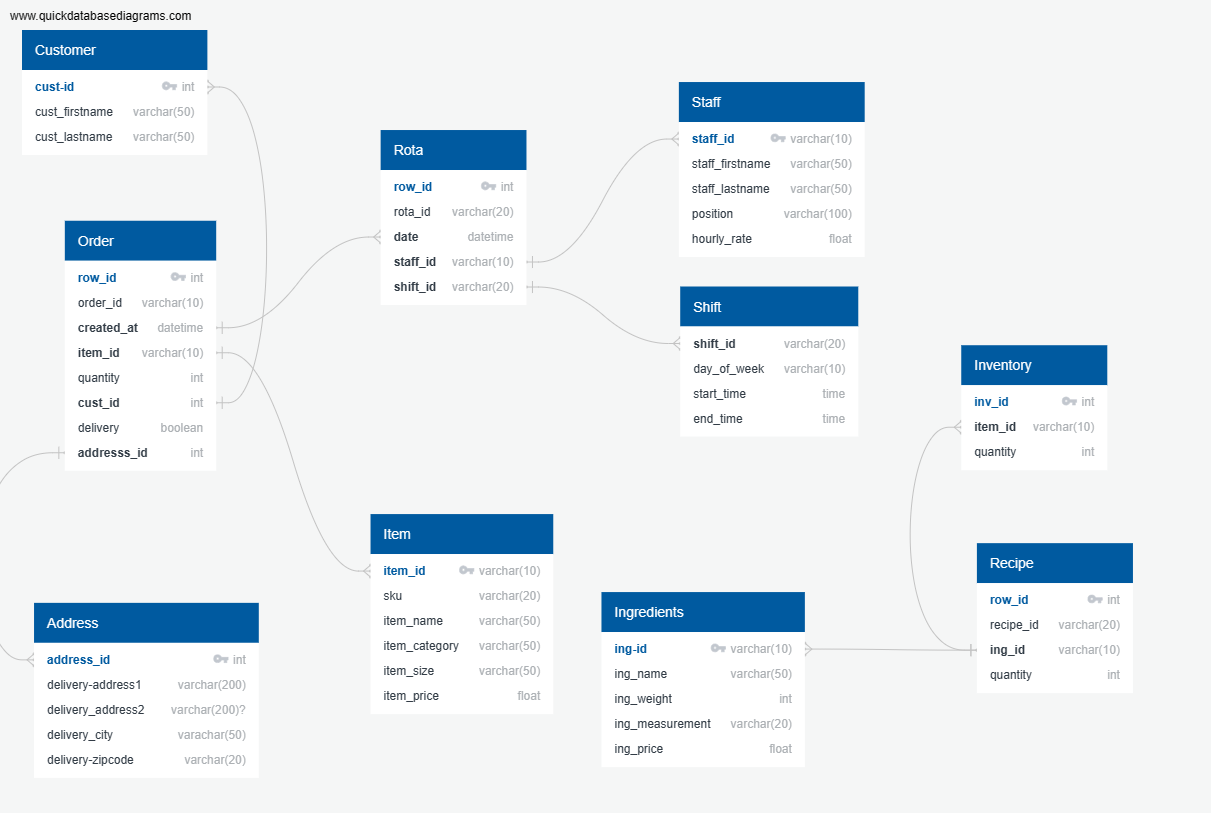 www.quickdatabasediagrams.com
Customer
cust-id int
cust_firstname varchar(50)
cust_lastname varchar(50)
Order
row_id int
order_id varchar(10)
created_at datetime
item_id varchar(10)
quantity int
cust_id int
delivery boolean
addresss_id int
Address
address_id int
delivery-address1 varchar(200)
delivery_address2 varchar(200)?
delivery_city varachar(50)
delivery-zipcode varchar(20)
Rota
row_id int
rota_id varchar(20)
date datetime
staff_id varchar(10)
shift_id varchar(20)
Item
item_id varchar(10)
sku varchar(20)
item_name varchar(50)
item_category varchar(50)
item_size varchar(50)
item_price float
Staff
staff_id varchar(10)
staff_firstname varchar(50)
staff_lastname varchar(50)
position varchar(100)
hourly_rate float
Shift
shift_id varchar(20)
day_of_week varchar(10)
start_time time
end_time time
Ingredients
ing-id varchar(10)
ing_name varchar(50)
ing_weight int
ing_measurement varchar(20)
ing_price float
Inventory
inv_id int
item_id varchar(10)
quantity int
Recipe
row_id int
recipe_id varchar(20)
ing_id varchar(10)
quantity int